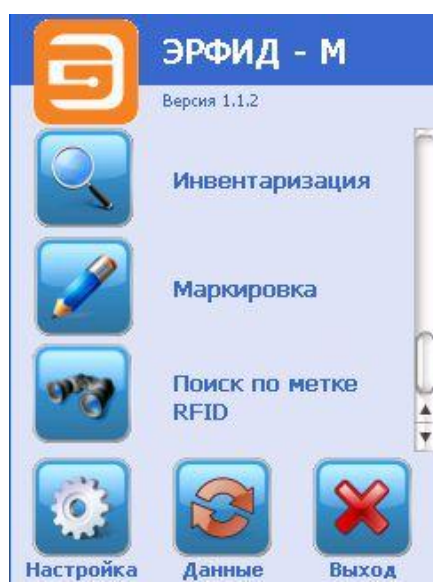 ЭРФИД - М
Версия 1.1.2
Инвентаризация
Маркировка
Поиск по метке
RFID
Настройка Данные Выход